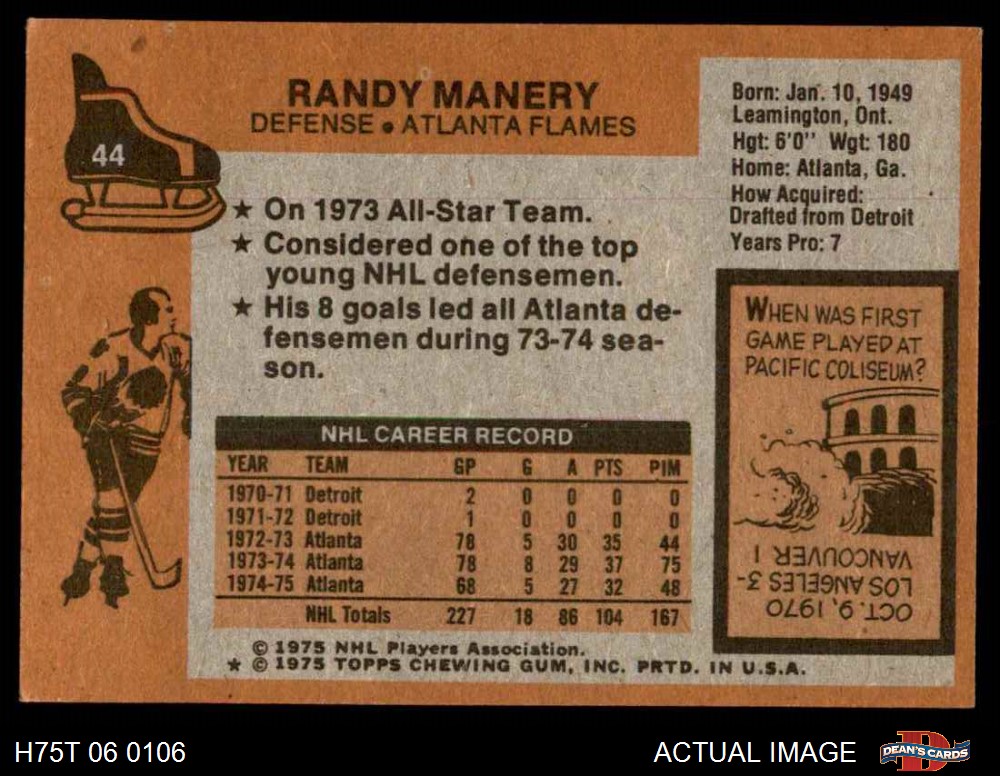 44
RANDY MANERY
DEFENSE • ATLANTA FLAMES
Born: Jan. 10, 1949
Leamington, Ont.
Hgt: 6'0" Wgt: 180
Home: Atlanta, Ga.
How Acquired:
Drafted from Detroit
Years Pro: 7
★ On 1973 All-Star Team.
★ Considered one of the top
young NHL defensemen.
★ His 8 goals led all Atlanta de-
fensemen during 73-74 sea-
son.
NHL CAREER RECORD
YEAR TEAM GP G A PTS PIM
1970-71 Detroit 2 0 0 0 0
1971-72 Detroit 1 0 0 0 0
1972-73 Atlanta 78 5 30 35 44
1973-74 Atlanta 78 8 29 37 75
1974-75 Atlanta 68 5 27 32 48
NHL Totals 227 18 86 104 167
WHEN WAS FIRST
GAME PLAYED AT
PACIFIC COLISEUM?
OCT. 9, 1970
LOS ANGELES 3-
VANCOUVER 1
© 1975 NHL Players Association.
★ © 1975 TOPPS CHEWING GUM, INC. PRTD. IN U.S.A.
H75T 06 0106
ACTUAL IMAGE
D
DEAN'S CARDS